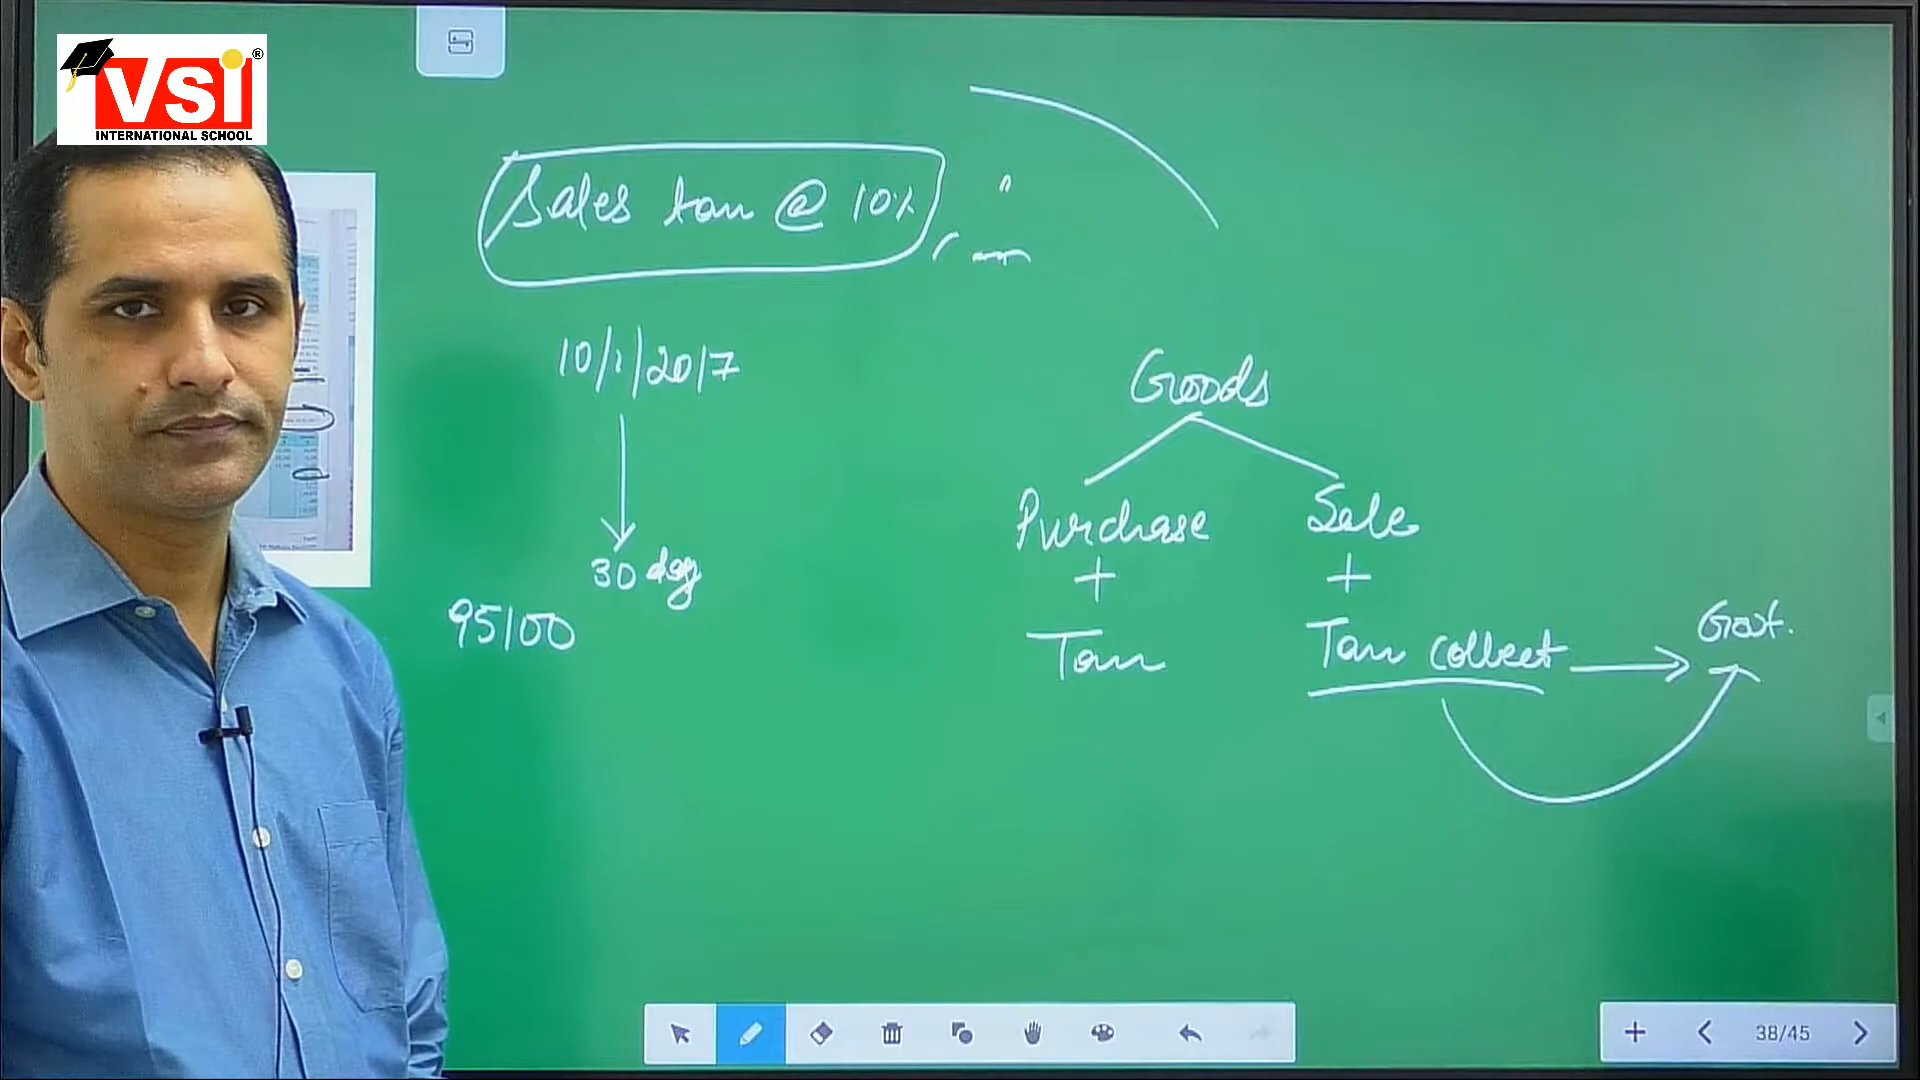 VSI®
INTERNATIONAL SCHOOL
Sales tax @ 10%
10/1/2017
30 day
95100
Goods
Purchase
Sale
+
+
Tax
Tax collect
Govt.
38/45